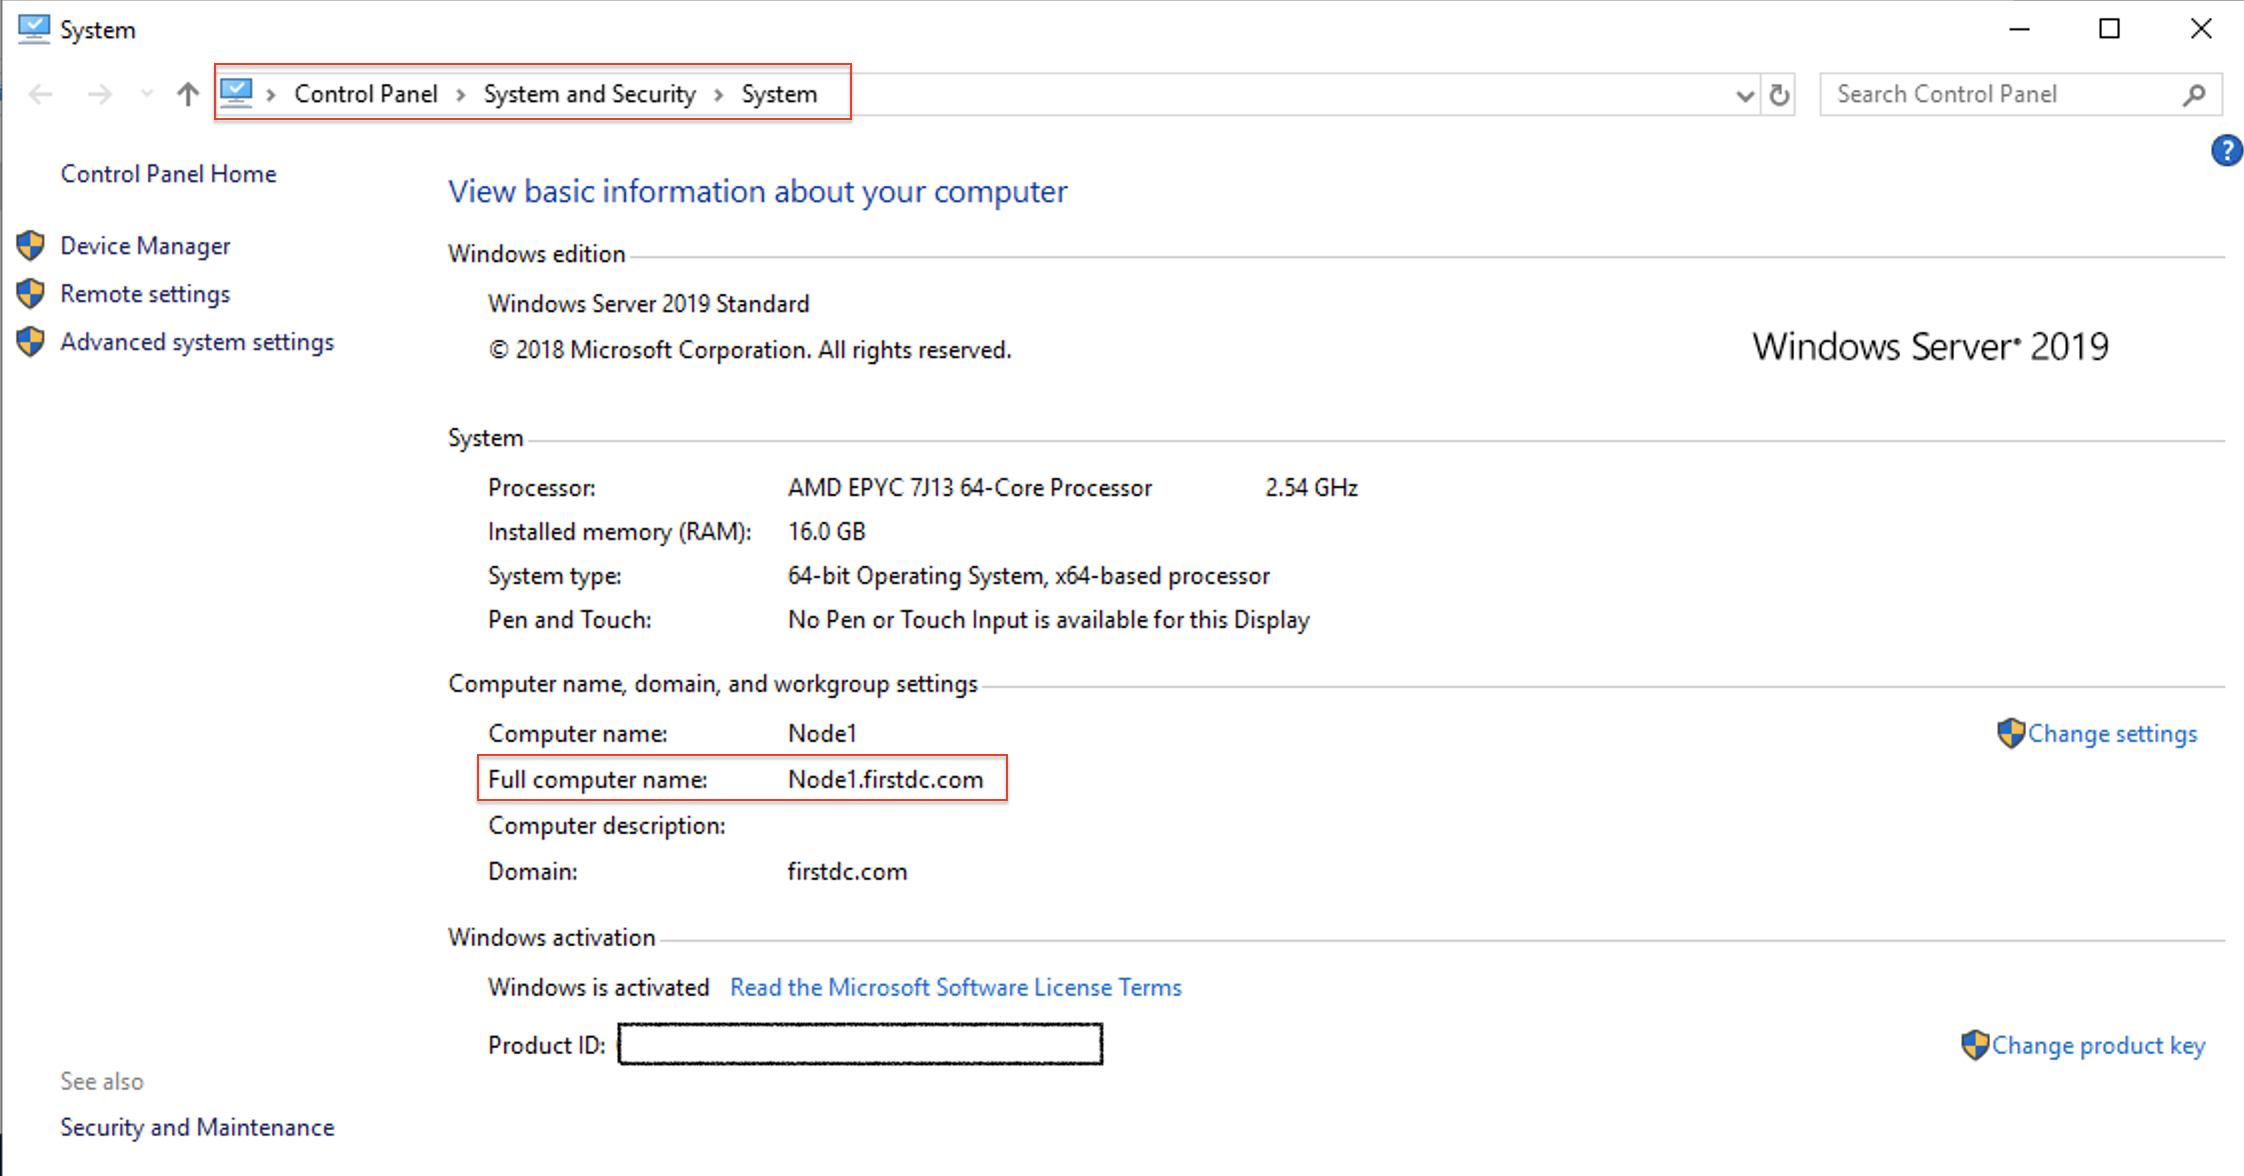 System
Control Panel › System and Security › System
Search Control Panel
?
Control Panel Home
Device Manager
Remote settings
Advanced system settings
View basic information about your computer
Windows edition
Windows Server 2019 Standard
© 2018 Microsoft Corporation. All rights reserved.
Windows Server® 2019
System
Processor: AMD EPYC 7J13 64-Core Processor 2.54 GHz
Installed memory (RAM): 16.0 GB
System type: 64-bit Operating System, x64-based processor
Pen and Touch: No Pen or Touch Input is available for this Display
Computer name, domain, and workgroup settings
Computer name: Node1
Change settings
Full computer name: Node1.firstdc.com
Computer description:
Domain: firstdc.com
Windows activation
Windows is activated Read the Microsoft Software License Terms
Product ID:
Change product key
See also
Security and Maintenance